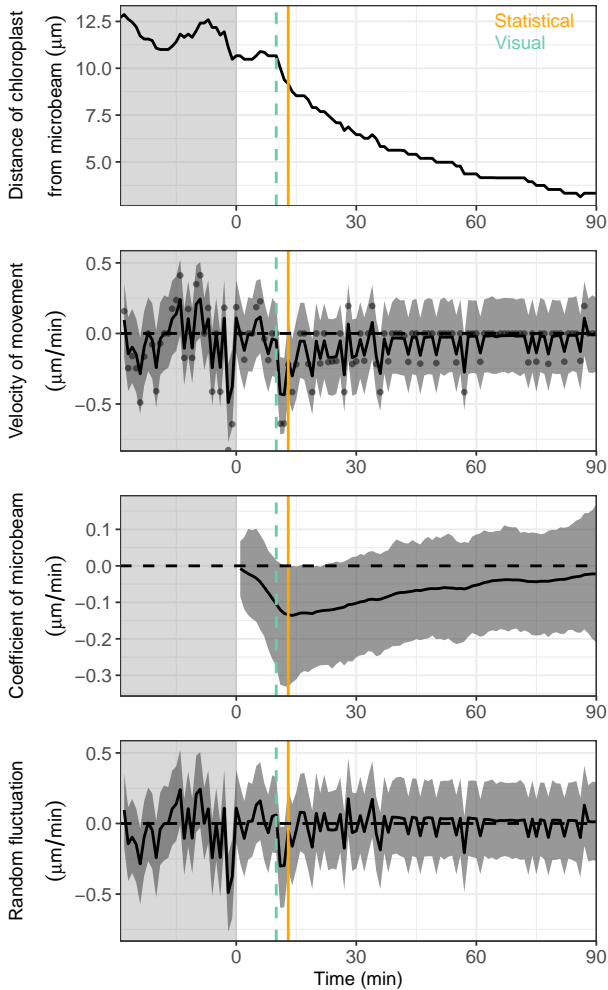 Distance of chloroplast
from microbeam (μm)
12.5
10.0
7.5
5.0
Statistical
Visual
0
30
60
90
Velocity of movement
(μm/min)
0.5
0.0
−0.5
0
30
60
90
Coefficient of microbeam
(μm/min)
0.1
0.0
−0.1
−0.2
−0.3
0
30
60
90
Random fluctuation
(μm/min)
0.5
0.0
−0.5
0
30
60
90
Time (min)